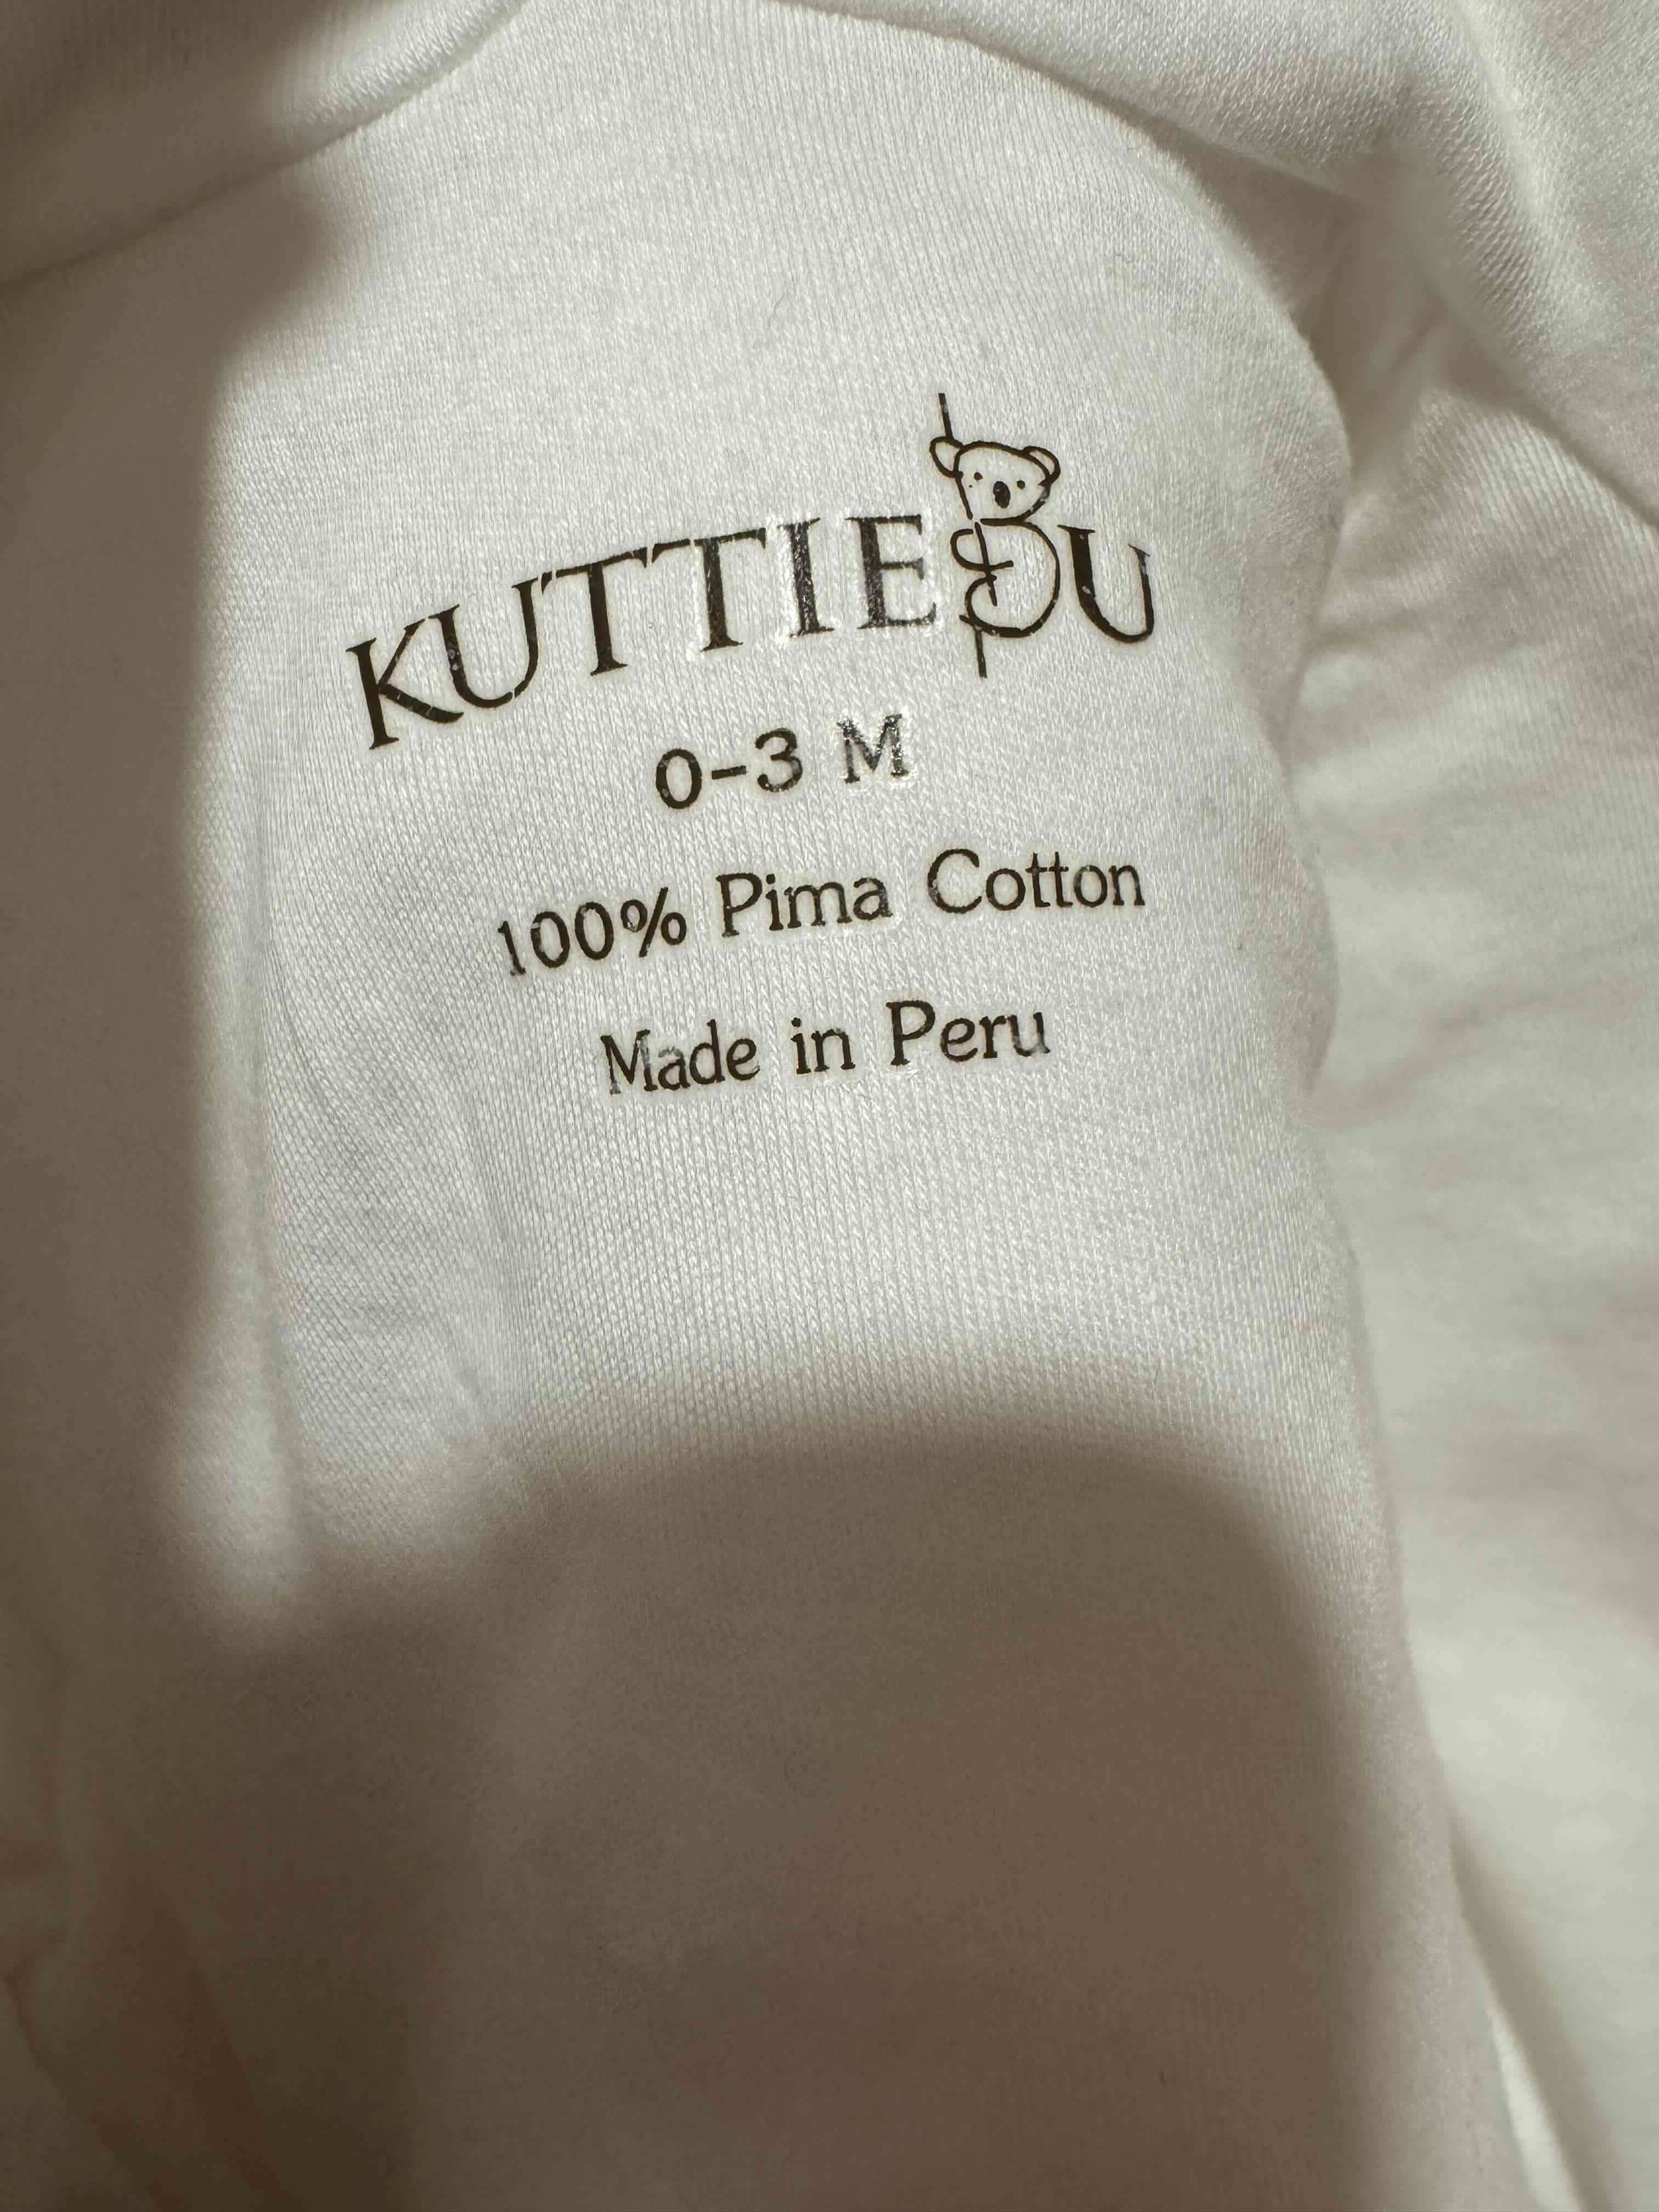 KUTTIEBU
0-3 M
100% Pima Cotton
Made in Peru